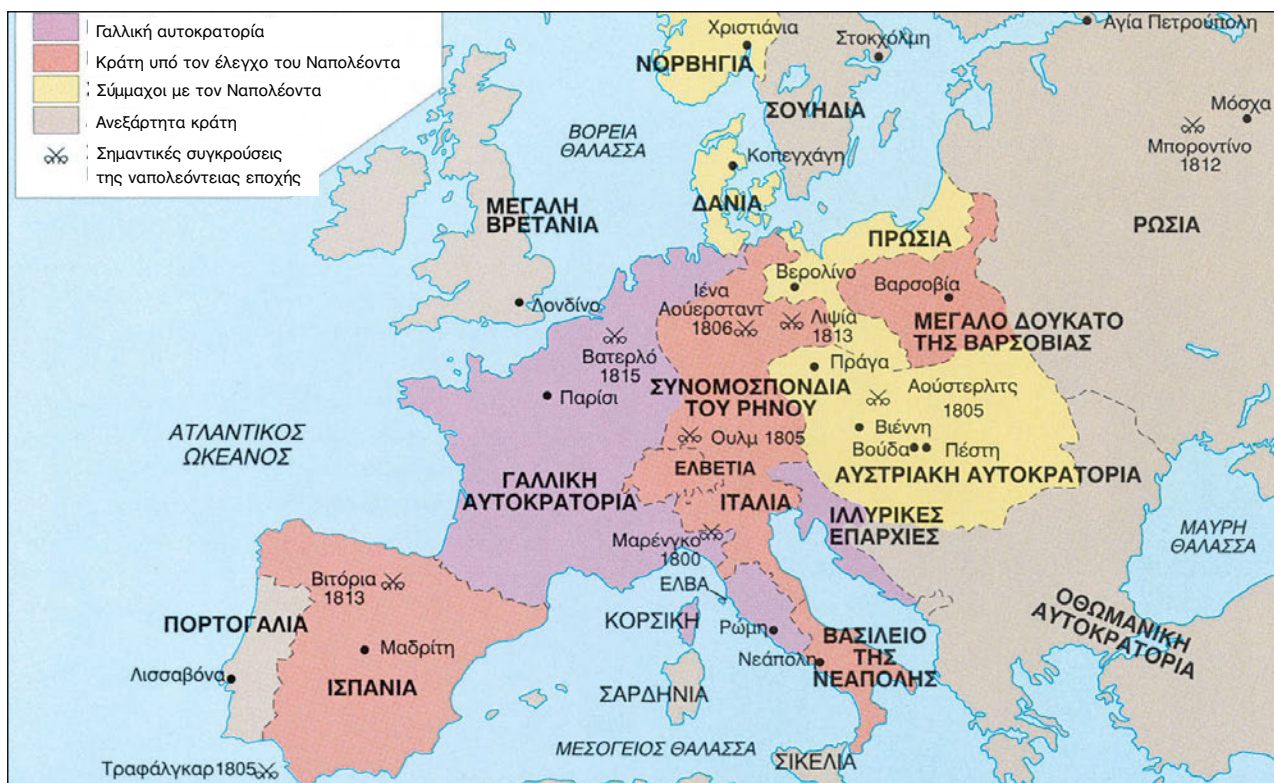 Γαλλική αυτοκρατορία
Κράτη υπό τον έλεγχο του Ναπολέοντα
Σύμμαχοι με τον Ναπολέοντα
Ανεξάρτητα κράτη
Σημαντικές συγκρούσεις
της ναπολεόντειας εποχής
Χριστιάνια
ΝΟΡΒΗΓΙΑ
Στοκχόλμη
Αγία Πετρούπολη
ΣΟΥΗΔΙΑ
Μόσχα
Μποροντίνο
1812
ΒΟΡΕΙΑ
ΘΑΛΑΣΣΑ
Κοπεγχάγη
ΔΑΝΙΑ
ΜΕΓΑΛΗ
ΒΡΕΤΑΝΙΑ
ΡΩΣΙΑ
ΠΡΩΣΙΑ
Λονδίνο
Βερολίνο
Βαρσοβία
ΜΕΓΑΛΟ ΔΟΥΚΑΤΟ
ΤΗΣ ΒΑΡΣΟΒΙΑΣ
Ιένα
Αούερσταντ
1806
Λιψία
1813
Βατερλό
1815
Πράγα
Παρίσι
ΣΥΝΟΜΟΣΠΟΝΔΙΑ
ΤΟΥ ΡΗΝΟΥ
Αούστερλιτς
1805
Βιέννη
Ουλμ 1805
Βούδα
Πέστη
ΑΥΣΤΡΙΑΚΗ ΑΥΤΟΚΡΑΤΟΡΙΑ
ΑΤΛΑΝΤΙΚΟΣ
ΩΚΕΑΝΟΣ
ΓΑΛΛΙΚΗ
ΑΥΤΟΚΡΑΤΟΡΙΑ
ΕΛΒΕΤΙΑ
ΙΤΑΛΙΑ
ΙΛΛΥΡΙΚΕΣ
ΕΠΑΡΧΙΕΣ
ΜΑΥΡΗ
ΘΑΛΑΣΣΑ
Μαρένγκο
1800
ΕΛΒΑ
ΚΟΡΣΙΚΗ
Ρώμη
Βιτόρια
1813
ΠΟΡΤΟΓΑΛΙΑ
Μαδρίτη
Λισσαβόνα
ΙΣΠΑΝΙΑ
Νεάπολη
ΒΑΣΙΛΕΙΟ
ΤΗΣ
ΝΕΑΠΟΛΗΣ
ΟΘΩΜΑΝΙΚΗ
ΑΥΤΟΚΡΑΤΟΡΙΑ
ΣΑΡΔΗΝΙΑ
ΜΕΣΟΓΕΙΟΣ ΘΑΛΑΣΣΑ
ΣΙΚΕΛΙΑ
Τραφάλγκαρ 1805